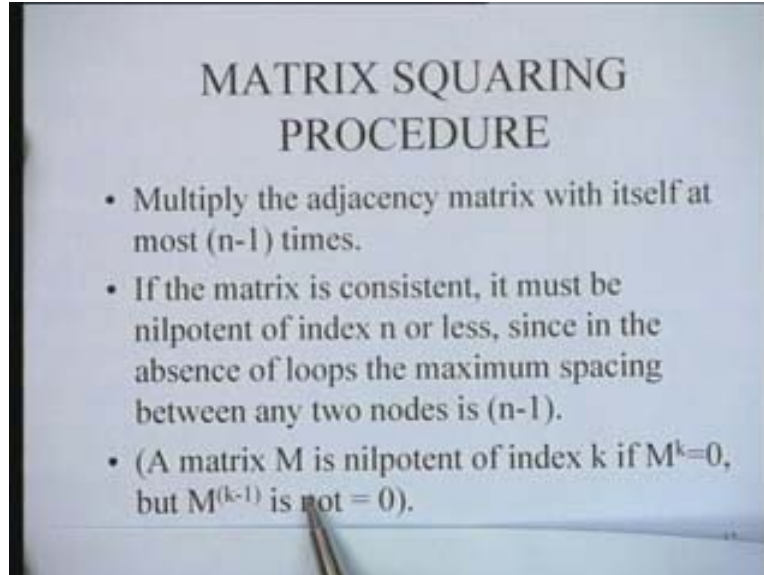 MATRIX SQUARING
PROCEDURE
• Multiply the adjacency matrix with itself at
most (n-1) times.
• If the matrix is consistent, it must be
nilpotent of index n or less, since in the
absence of loops the maximum spacing
between any two nodes is (n-1).
• (A matrix M is nilpotent of index k if Mᵏ=0,
but M⁽ᵏ⁻¹⁾ is not = 0).